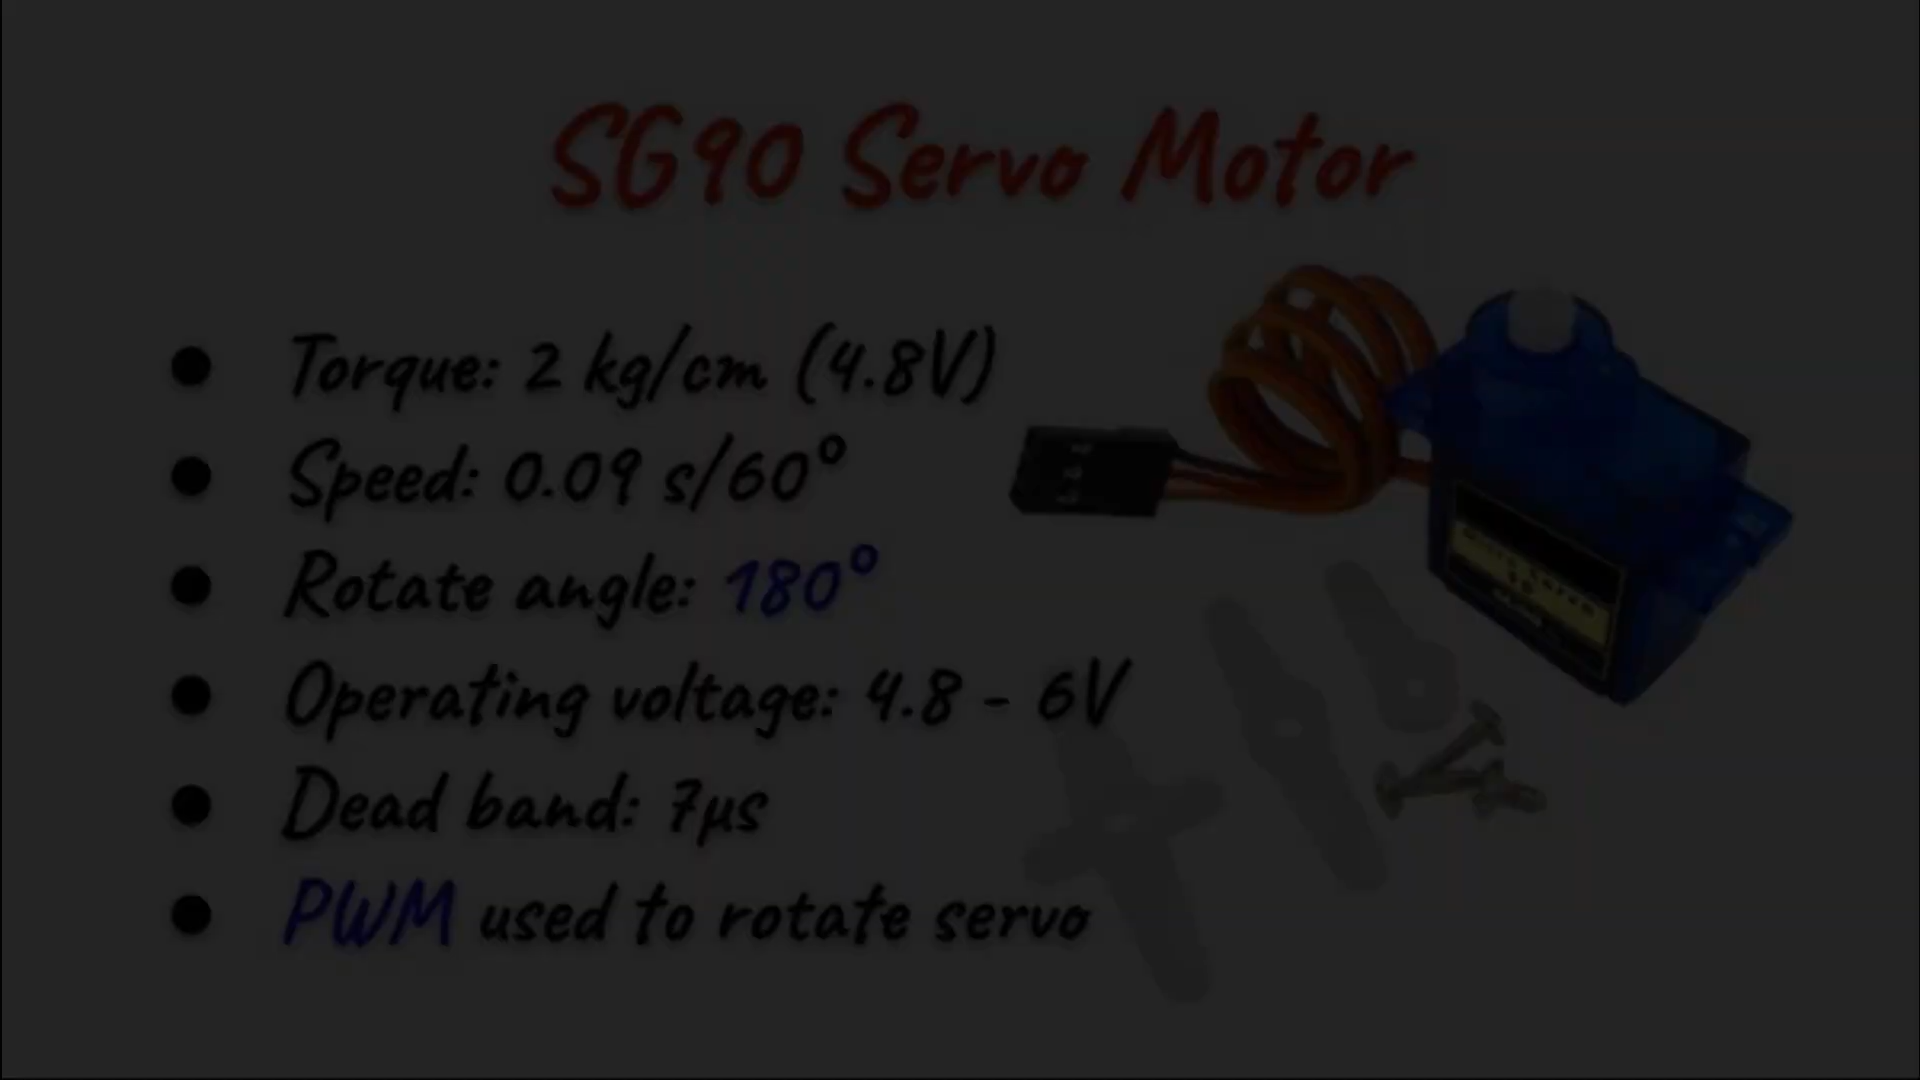 SG90 Servo Motor
● Torque: 2 kg/cm (4.8V)
● Speed: 0.09 s/60°
● Rotate angle: 180°
● Operating voltage: 4.8 - 6V
● Dead band: 7µs
● PWM used to rotate servo